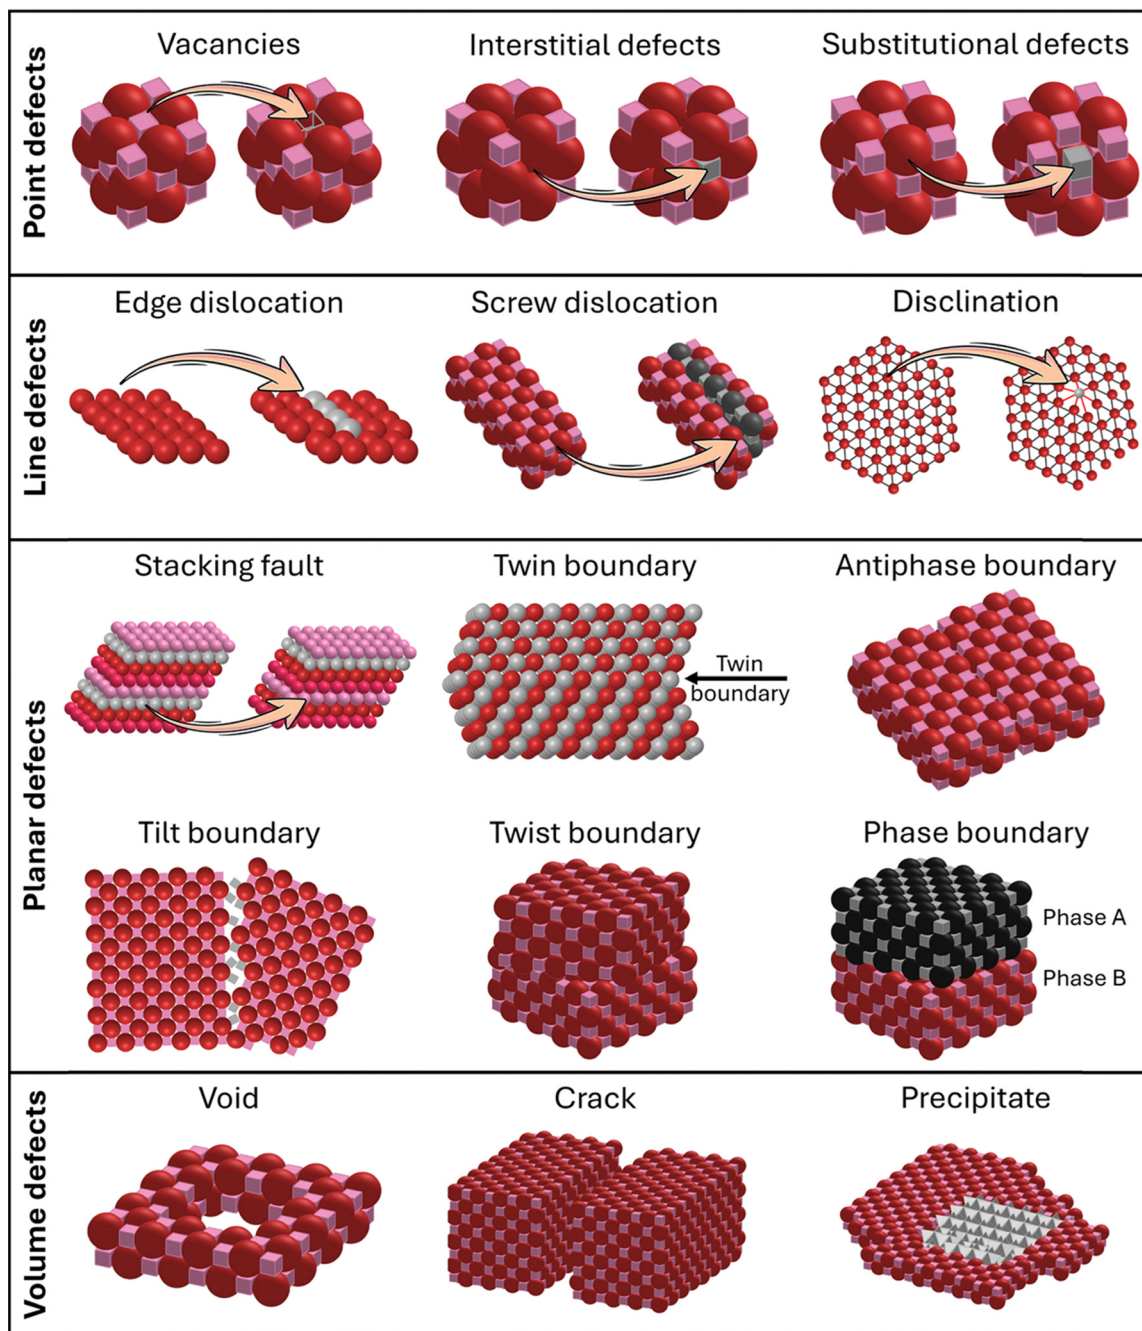 Point defects
Vacancies
Interstitial defects
Substitutional defects
Line defects
Edge dislocation
Screw dislocation
Disclination
Planar defects
Stacking fault
Twin boundary
Antiphase boundary
Twin
boundary
Tilt boundary
Twist boundary
Phase boundary
Phase A
Phase B
Volume defects
Void
Crack
Precipitate